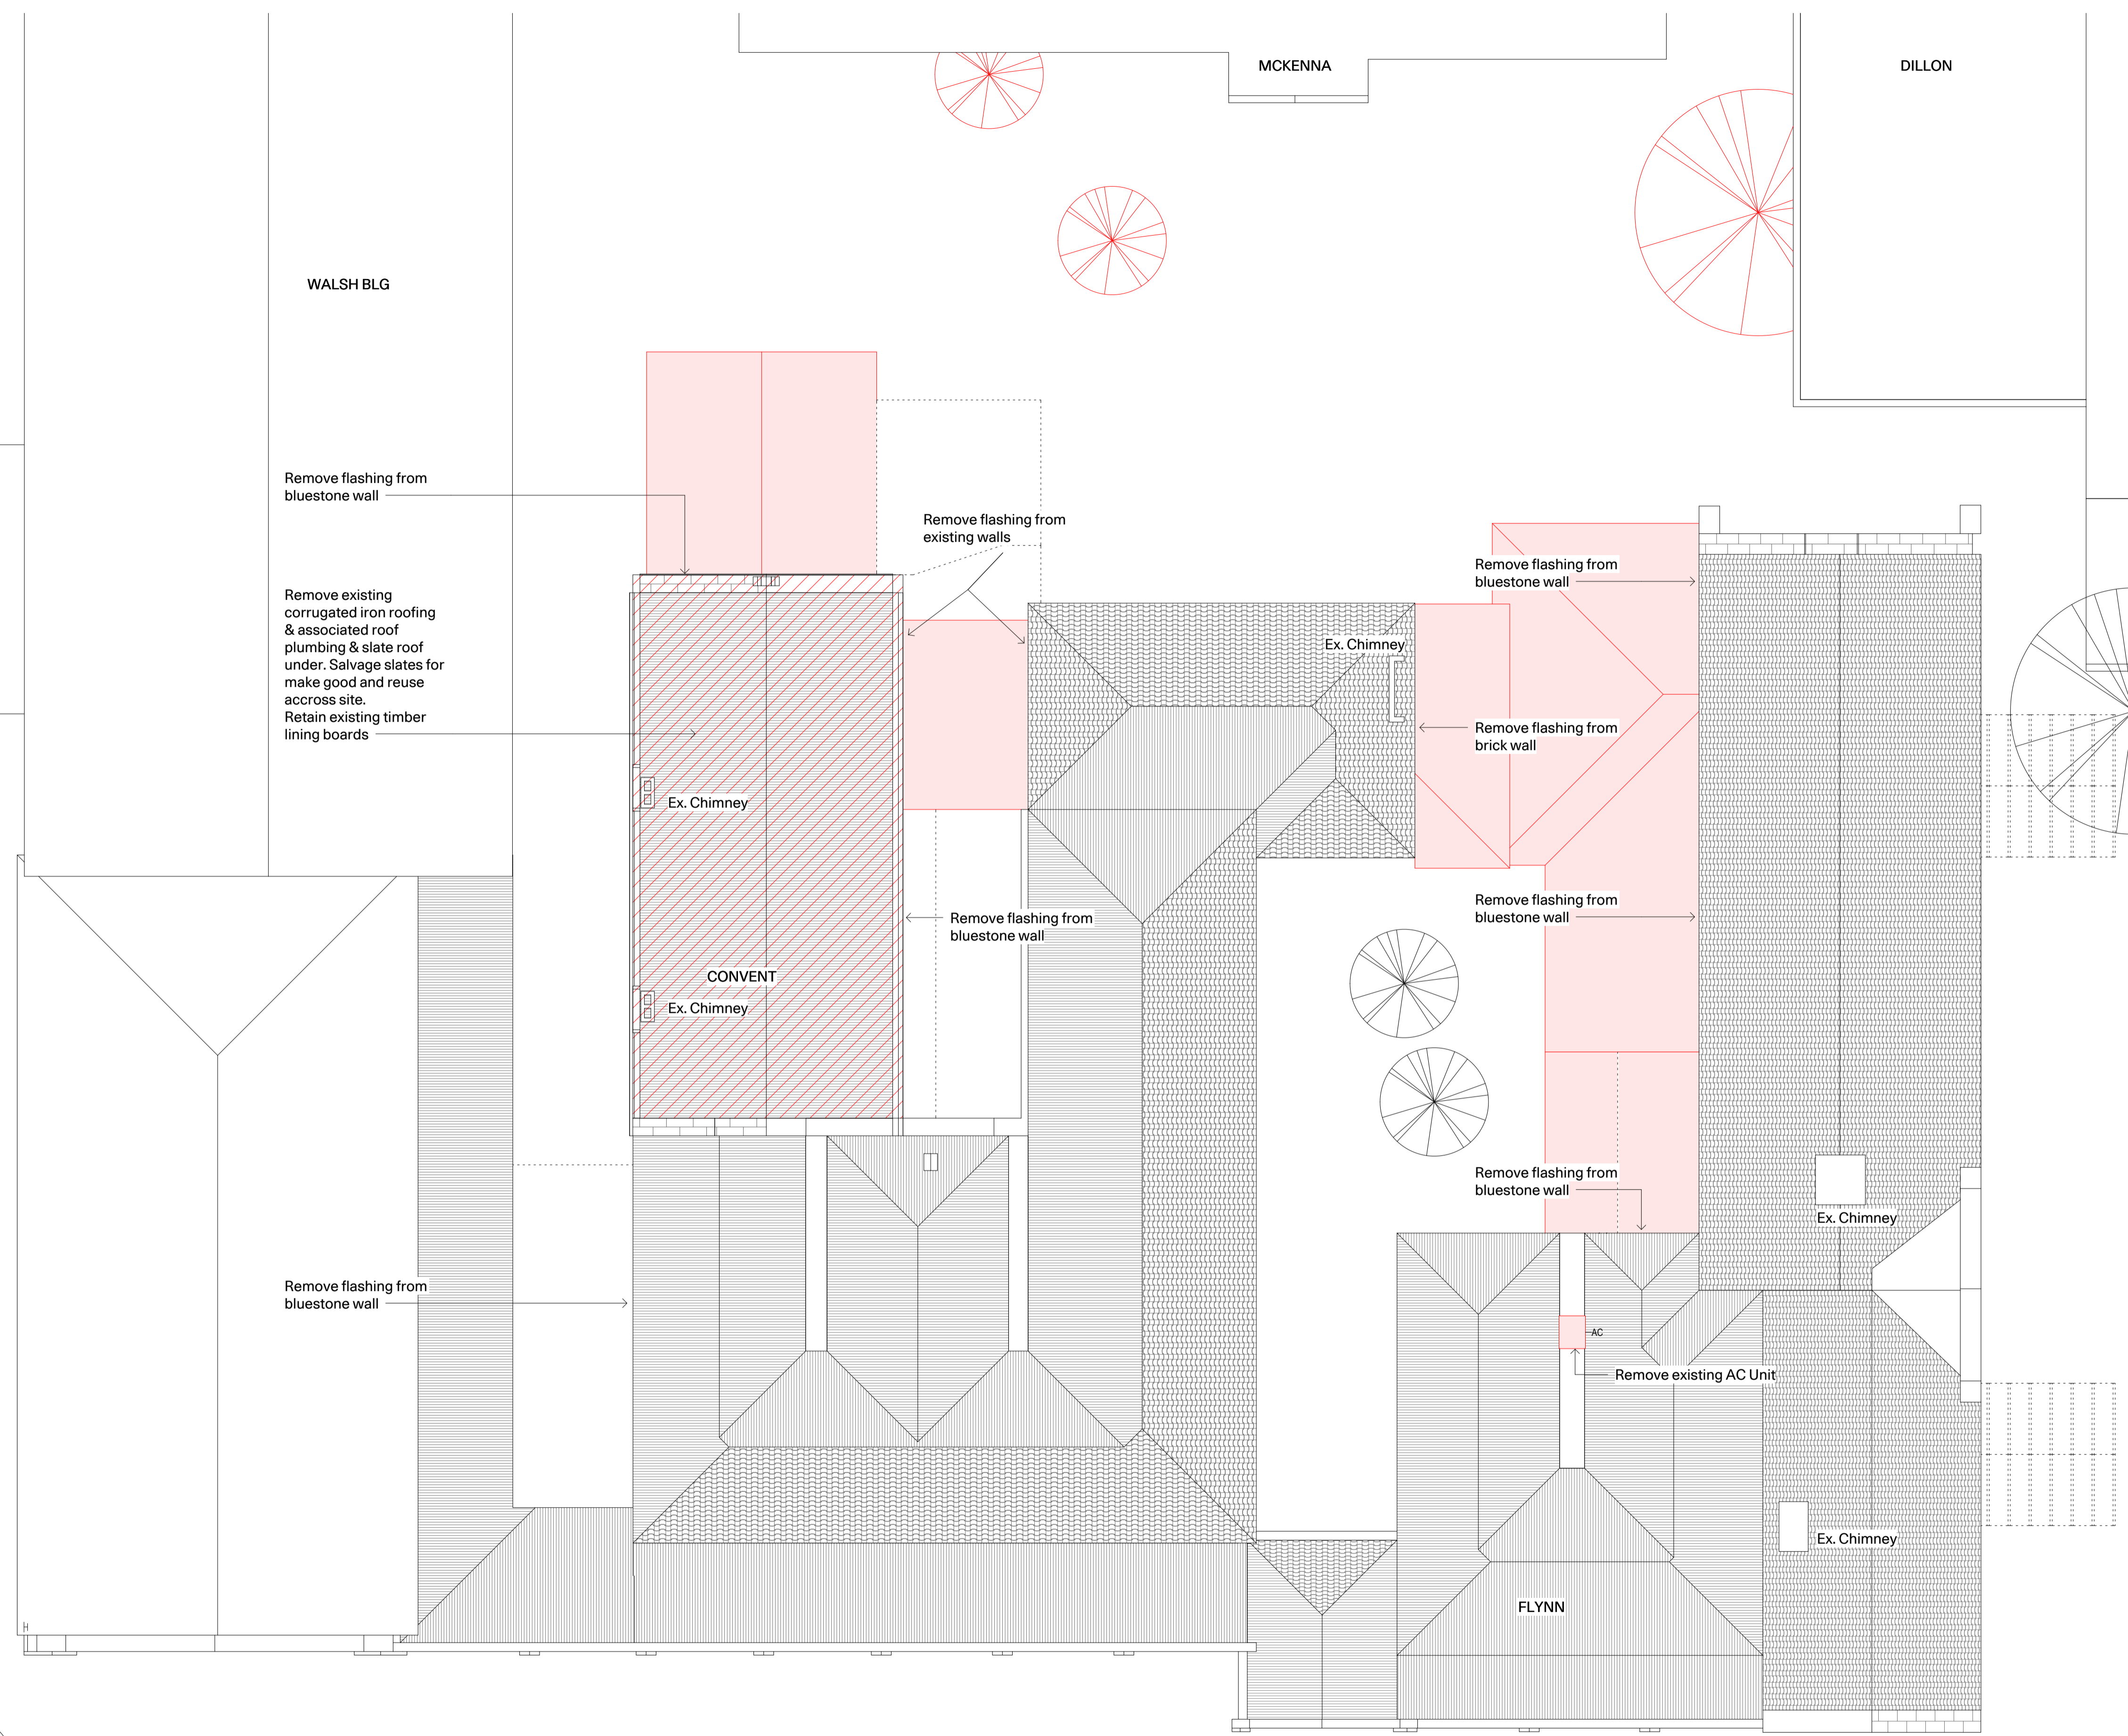 MCKENNA
DILLON
WALSH BLG
Remove flashing from
bluestone wall
Remove flashing from
existing walls
Remove flashing from
bluestone wall
Remove existing
corrugated iron roofing
& associated roof
plumbing & slate roof
under. Salvage slates for
make good and reuse
accross site.
Retain existing timber
lining boards
Ex. Chimney
Remove flashing from
brick wall
Ex. Chimney
Remove flashing from
bluestone wall
Remove flashing from
bluestone wall
CONVENT
Ex. Chimney
Remove flashing from
bluestone wall
Ex. Chimney
Remove flashing from
bluestone wall
AC
Remove existing AC Unit
Ex. Chimney
FLYNN